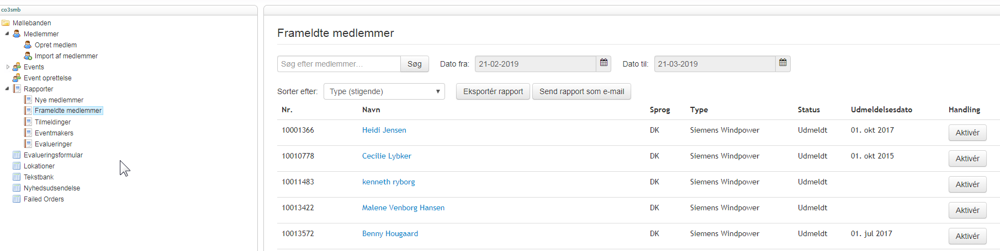 co3smb
Møllebanden
Medlemmer
Opret medlem
Import af medlemmer
Events
Event oprettelse
Rapporter
Nye medlemmer
Frameldte medlemmer
Tilmeldinger
Eventmakers
Evalueringer
Evalueringsformular
Lokationer
Tekstbank
Nyhedsudsendelse
Failed Orders
Frameldte medlemmer
Søg efter medlemmer... Søg Dato fra: 21-02-2019 Dato til: 21-03-2019
Sorter efter: Type (stigende) Eksportér rapport Send rapport som e-mail
Nr. Navn Sprog Type Status Udmeldelsesdato Handling
10001366 Heidi Jensen DK Siemens Windpower Udmeldt 01. okt 2017 Aktivér
10010778 Cecilie Lybker DK Siemens Windpower Udmeldt 01. okt 2015 Aktivér
10011483 kenneth ryborg DK Siemens Windpower Udmeldt Aktivér
10013422 Malene Venborg Hansen DK Siemens Windpower Udmeldt Aktivér
10013572 Benny Hougaard DK Siemens Windpower Udmeldt 01. jul 2017 Aktivér